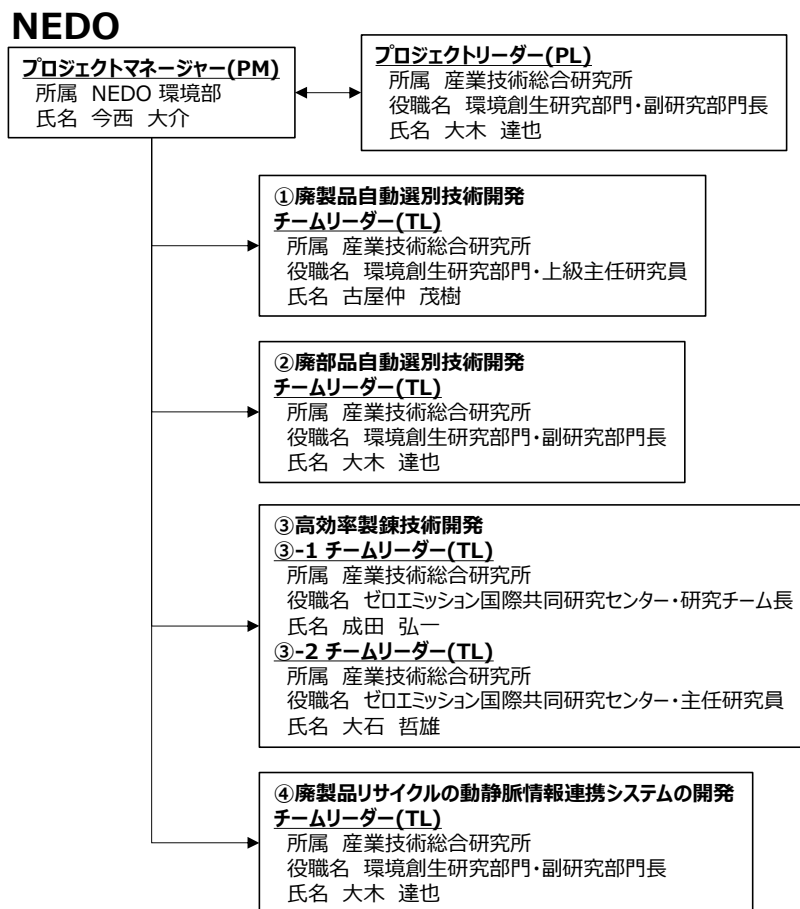 NEDO
プロジェクトマネージャー(PM)
所属 NEDO 環境部
氏名 今西 大介
プロジェクトリーダー(PL)
所属 産業技術総合研究所
役職名 環境創生研究部門・副研究部門長
氏名 大木 達也
①廃製品自動選別技術開発
チームリーダー(TL)
所属 産業技術総合研究所
役職名 環境創生研究部門・上級主任研究員
氏名 古屋仲 茂樹
②廃部品自動選別技術開発
チームリーダー(TL)
所属 産業技術総合研究所
役職名 環境創生研究部門・副研究部門長
氏名 大木 達也
③高効率製錬技術開発
③-1 チームリーダー(TL)
所属 産業技術総合研究所
役職名 ゼロエミッション国際共同研究センター・研究チーム長
氏名 成田 弘一
③-2 チームリーダー(TL)
所属 産業技術総合研究所
役職名 ゼロエミッション国際共同研究センター・主任研究員
氏名 大石 哲雄
④廃製品リサイクルの動静脈情報連携システムの開発
チームリーダー(TL)
所属 産業技術総合研究所
役職名 環境創生研究部門・副研究部門長
氏名 大木 達也